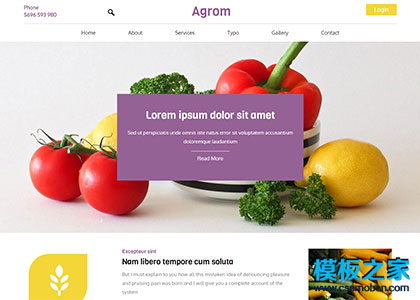 Phone
5696 593 980
Agrom
Login
Home About Services Typo Gallery Contact
Lorem ipsum dolor sit amet
Sed ut perspiciatis unde omnis iste natus error sit voluptatem accusantium
doloremque laudantium
Read More
Excepteur sint
Nam libero tempore cum soluta
But I must explain to you how all this mistaken idea of denouncing pleasure
and praising pain was born and I will give you a complete account of the
system
模板之家
www.cssmoban.com